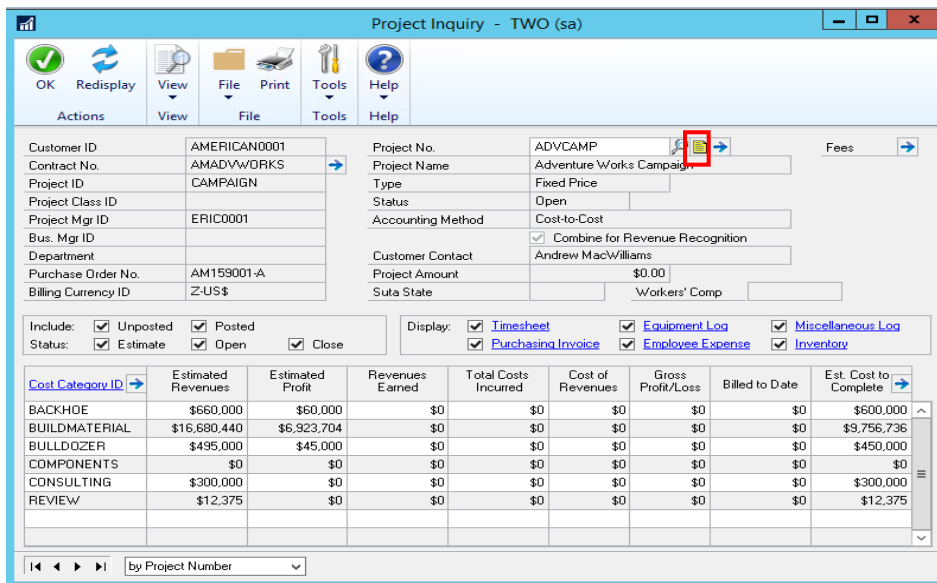 Project Inquiry - TWO (sa)
OK Redisplay View File Print Tools Help
Actions View File Tools Help
Customer ID AMERICAN0001 Project No. ADVCAMP Fees
Contract No. AMADVWORKS Project Name Adventure Works Campaign
Project ID CAMPAIGN Type Fixed Price
Project Class ID Status Open
Project Mgr ID ERIC0001 Accounting Method Cost-to-Cost
Bus. Mgr ID Combine for Revenue Recognition
Department Customer Contact Andrew MacWilliams
Purchase Order No. AM159001-A Project Amount $0.00
Billing Currency ID Z-US$ Suta State Workers' Comp
Include: Unposted Posted Display: Timesheet Equipment Log Miscellaneous Log
Status: Estimate Open Close Purchasing Invoice Employee Expense Inventory
Cost Category ID Estimated Revenues Estimated Profit Revenues Earned Total Costs Incurred Cost of Revenues Gross Profit/Loss Billed to Date Est. Cost to Complete
BACKHOE $660,000 $60,000 $0 $0 $0 $0 $0 $600,000
BUILDMATERIAL $16,680,440 $6,923,704 $0 $0 $0 $0 $0 $9,756,736
BULLDOZER $495,000 $45,000 $0 $0 $0 $0 $0 $450,000
COMPONENTS $0 $0 $0 $0 $0 $0 $0 $0
CONSULTING $300,000 $0 $0 $0 $0 $0 $0 $300,000
REVIEW $12,375 $0 $0 $0 $0 $0 $0 $12,375
by Project Number